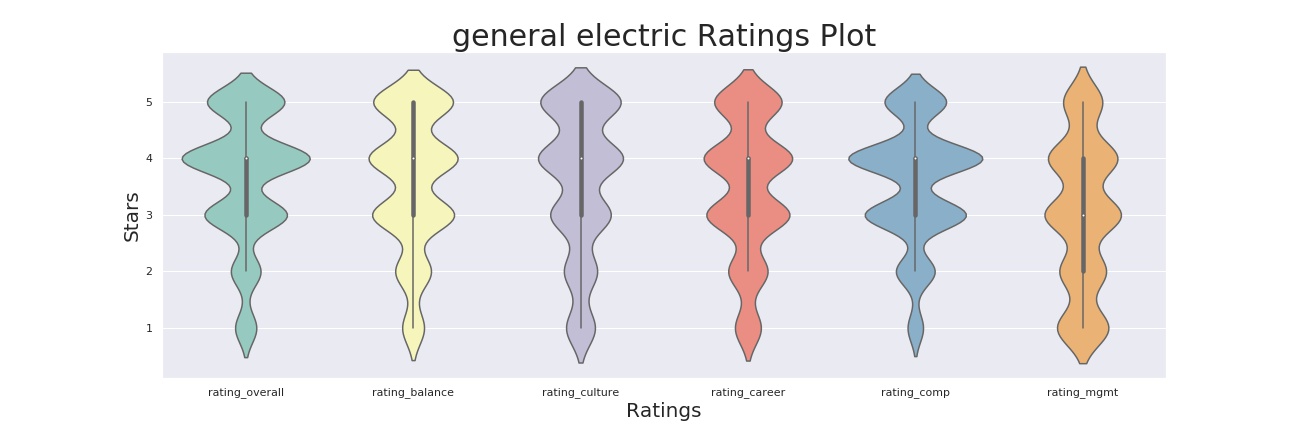 general electric Ratings Plot
Stars
5
4
3
2
1
rating_overall rating_balance rating_culture rating_career rating_comp rating_mgmt
Ratings